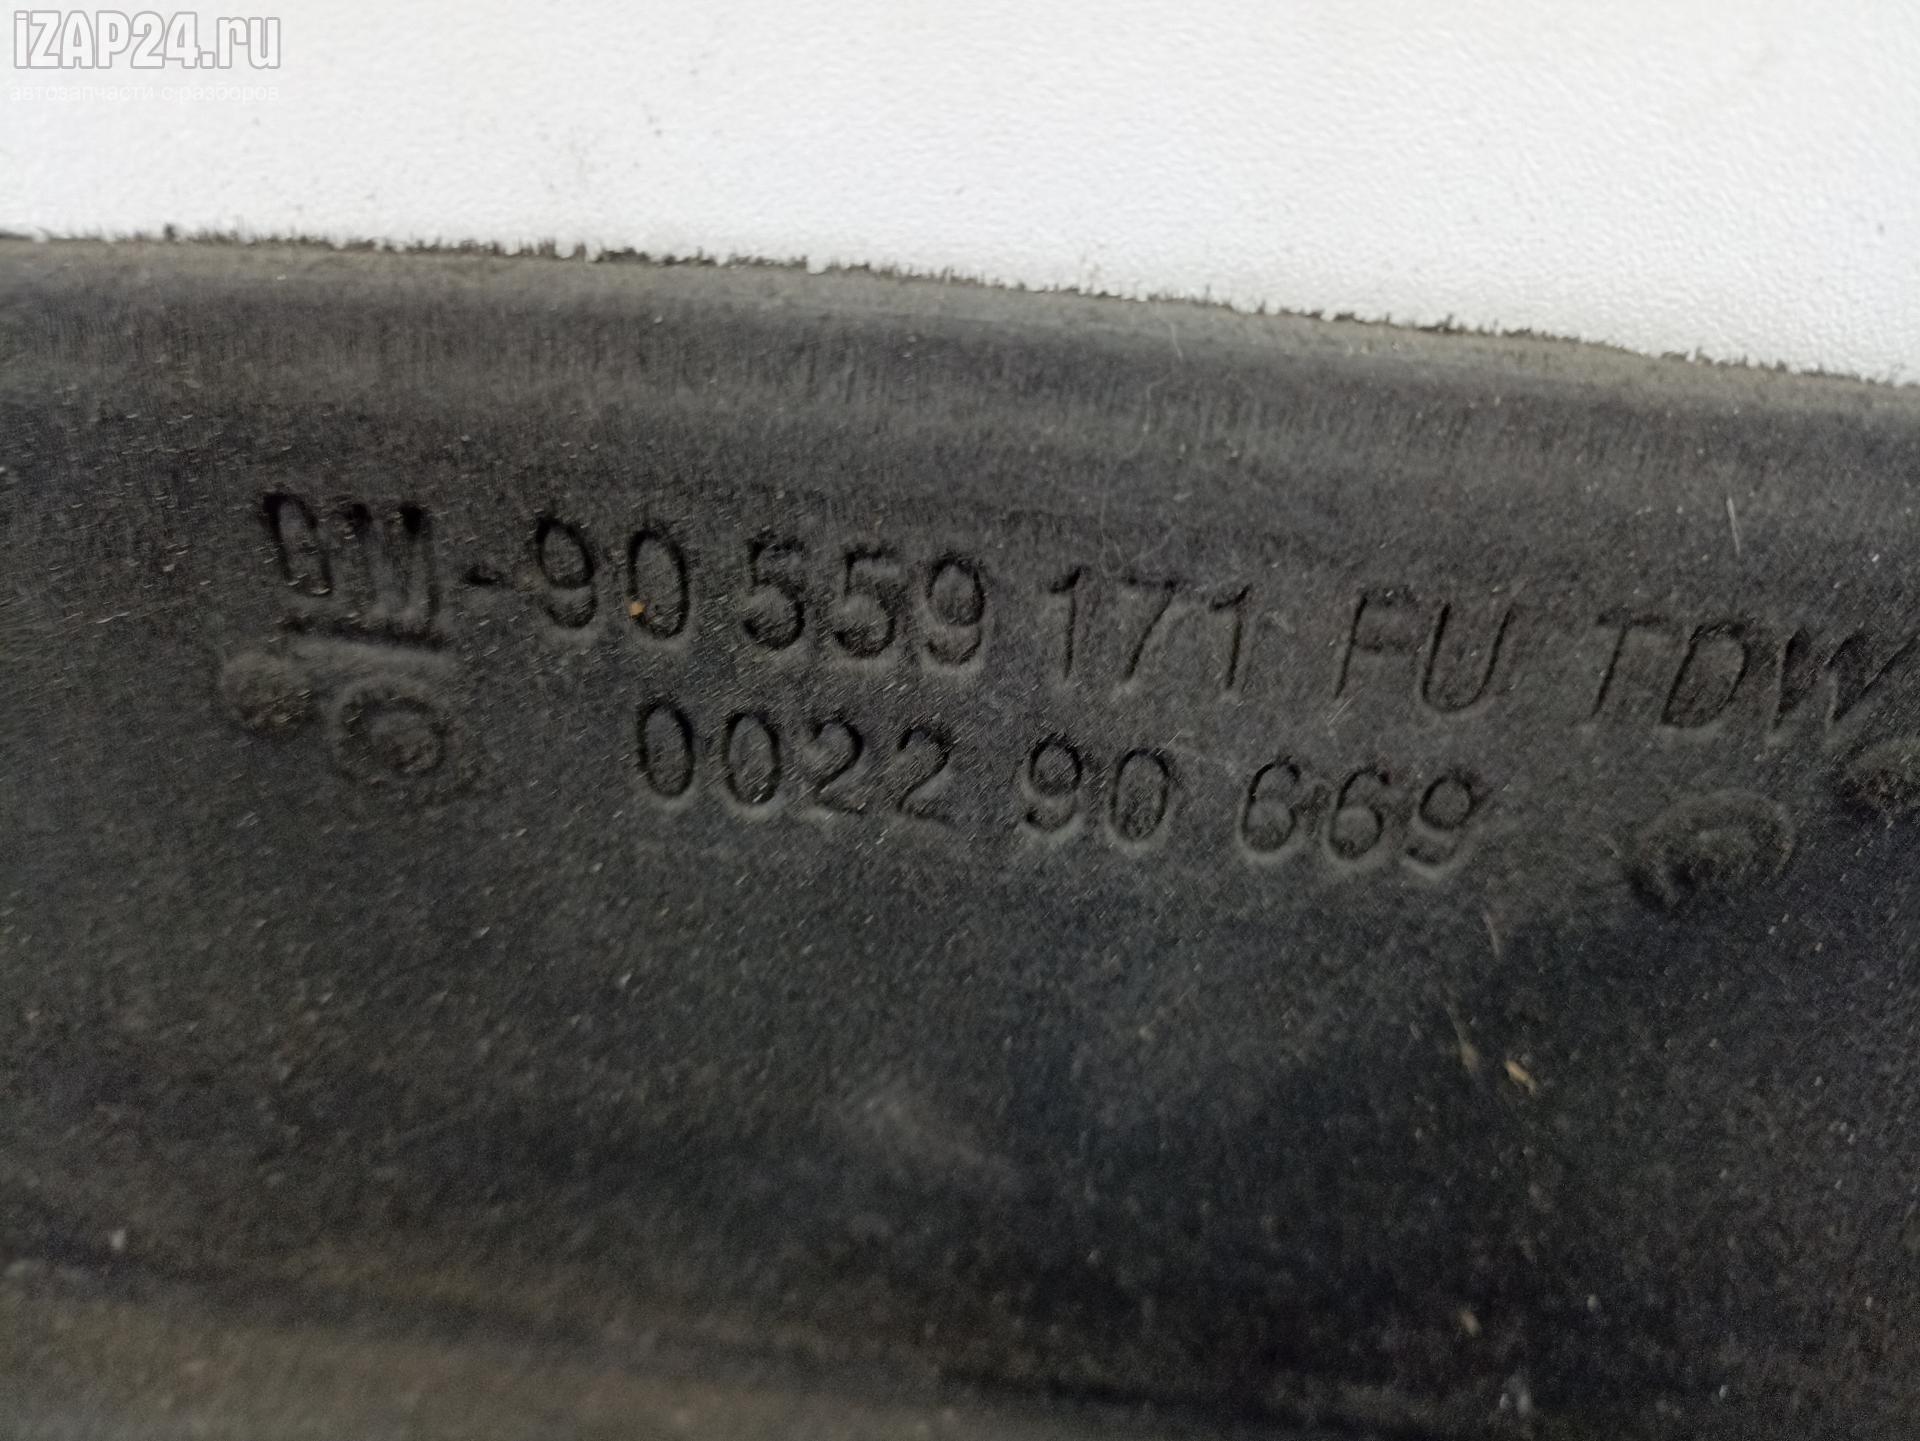 iZAP24.ru
автозапчасти с разборов
GM-90 559 171 FU TDW
0022 90 669